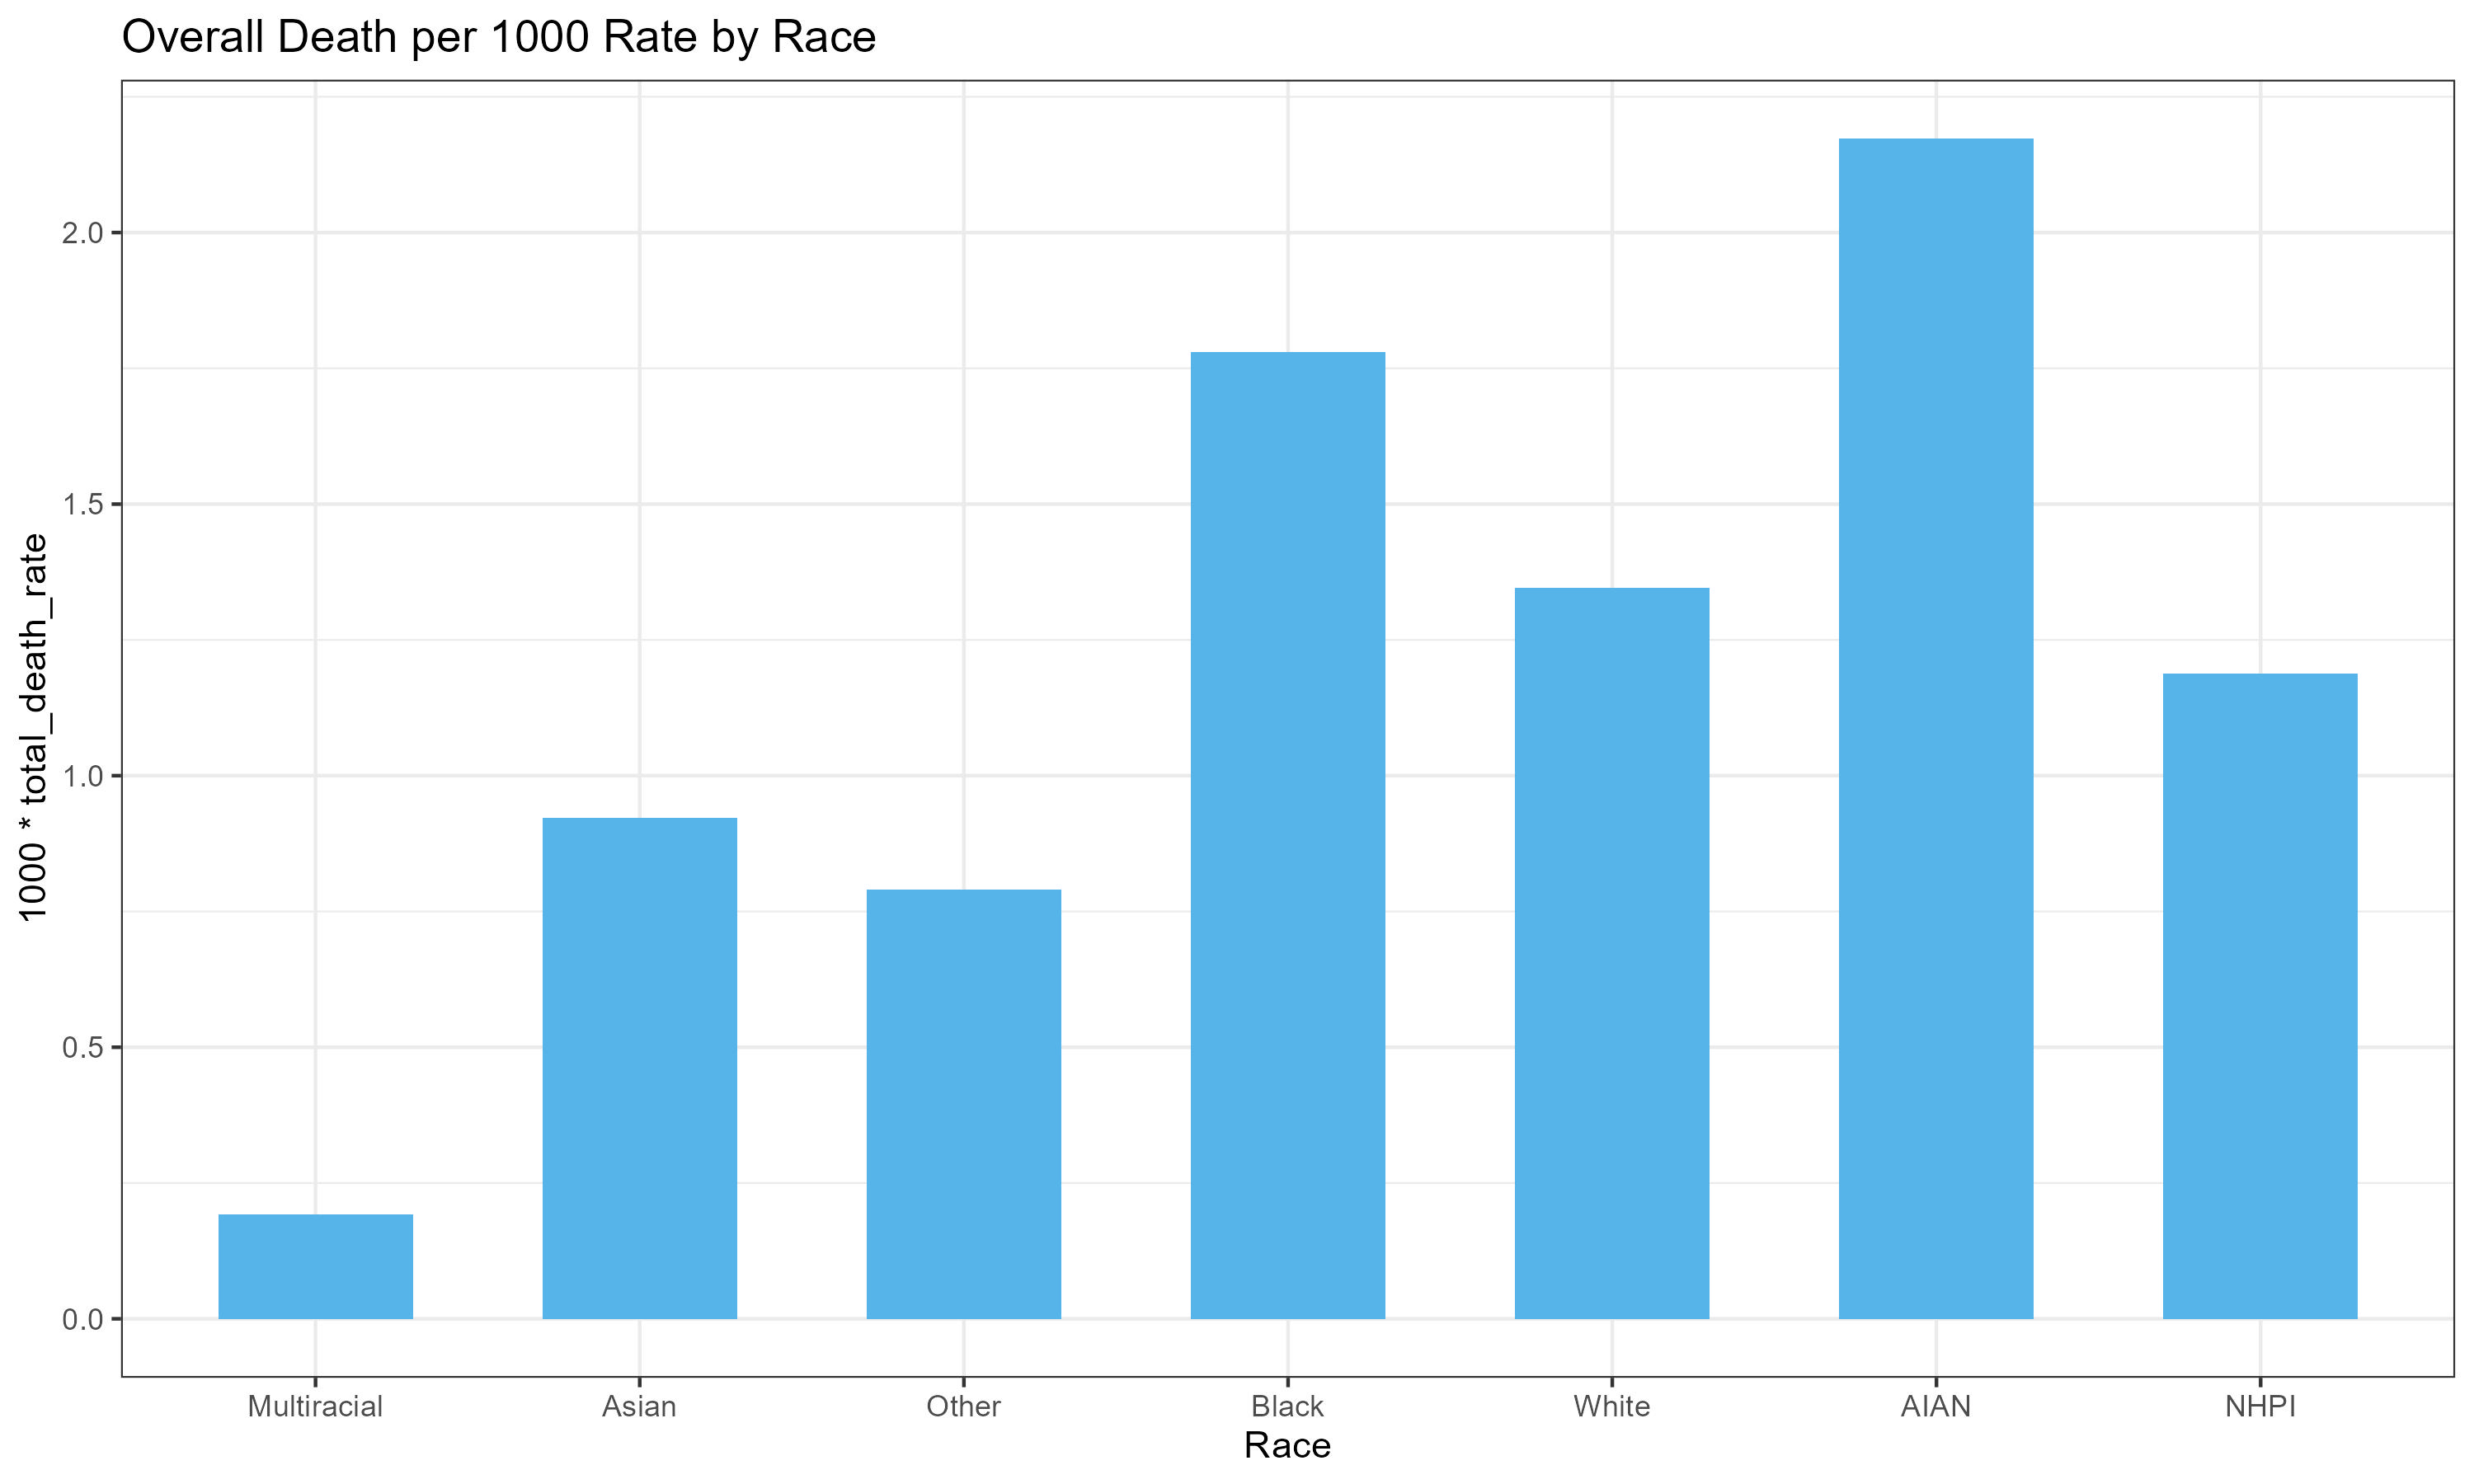 Overall Death per 1000 Rate by Race
1000 * total_death_rate
2.0
1.5
1.0
0.5
0.0
Multiracial Asian Other Black White AIAN NHPI
Race